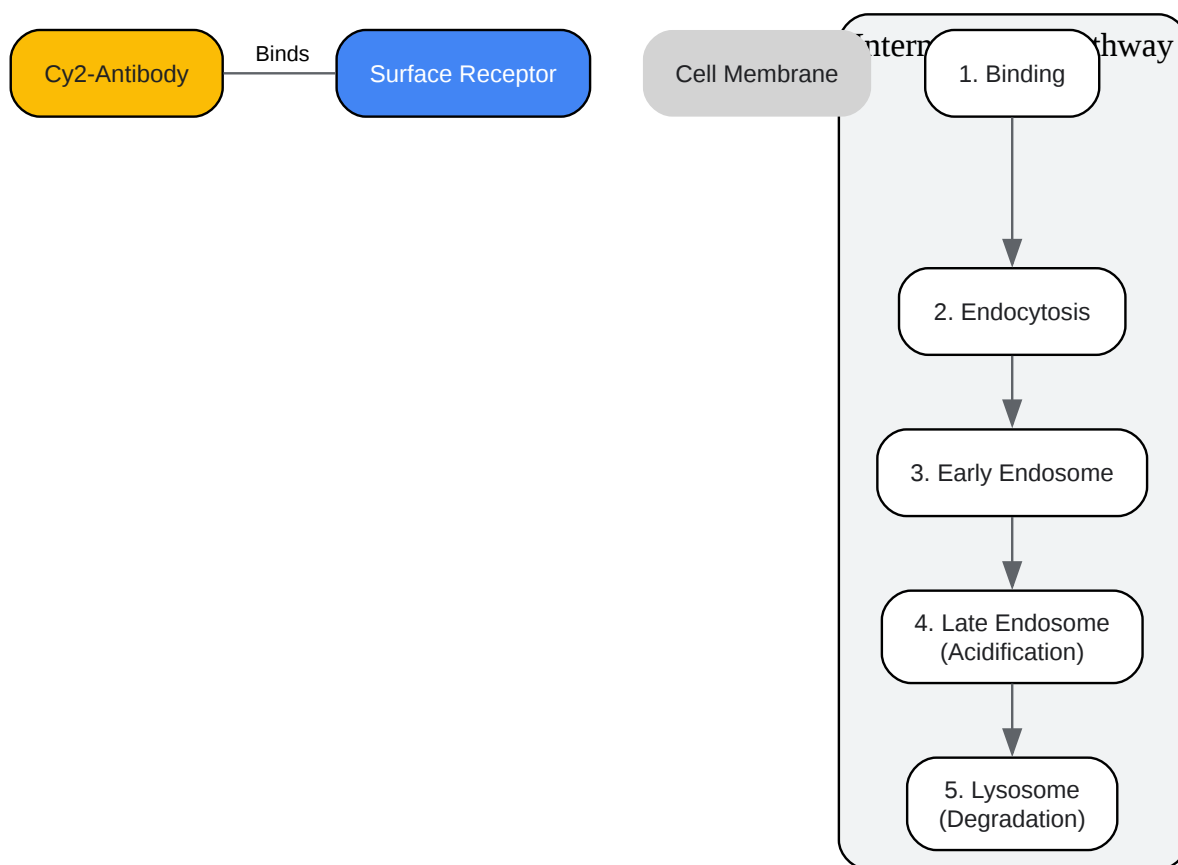 Cy2-Antibody
Binds
Surface Receptor
Cell Membrane
1. Binding
2. Endocytosis
3. Early Endosome
4. Late Endosome
(Acidification)
5. Lysosome
(Degradation)